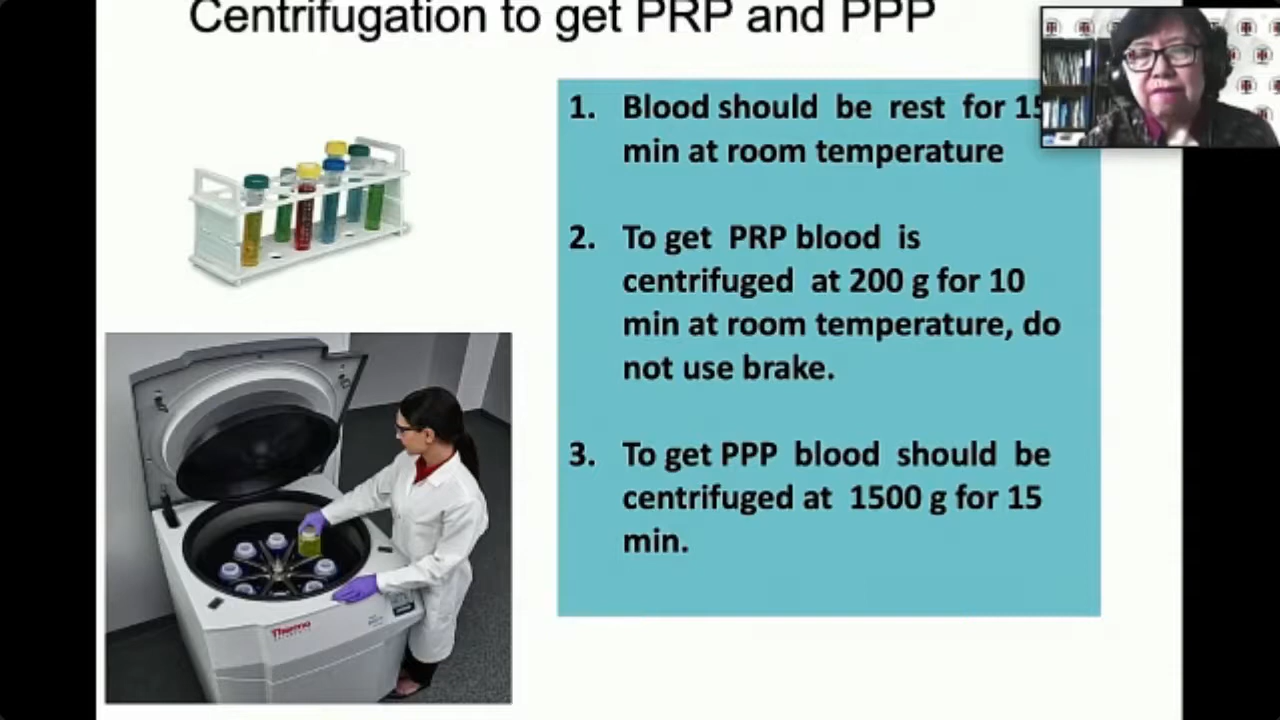 Centrifugation to get PRP and PPP
1. Blood should be rest for 15
min at room temperature
2. To get PRP blood is
centrifuged at 200 g for 10
min at room temperature, do
not use brake.
3. To get PPP blood should be
centrifuged at 1500 g for 15
min.
Thermo